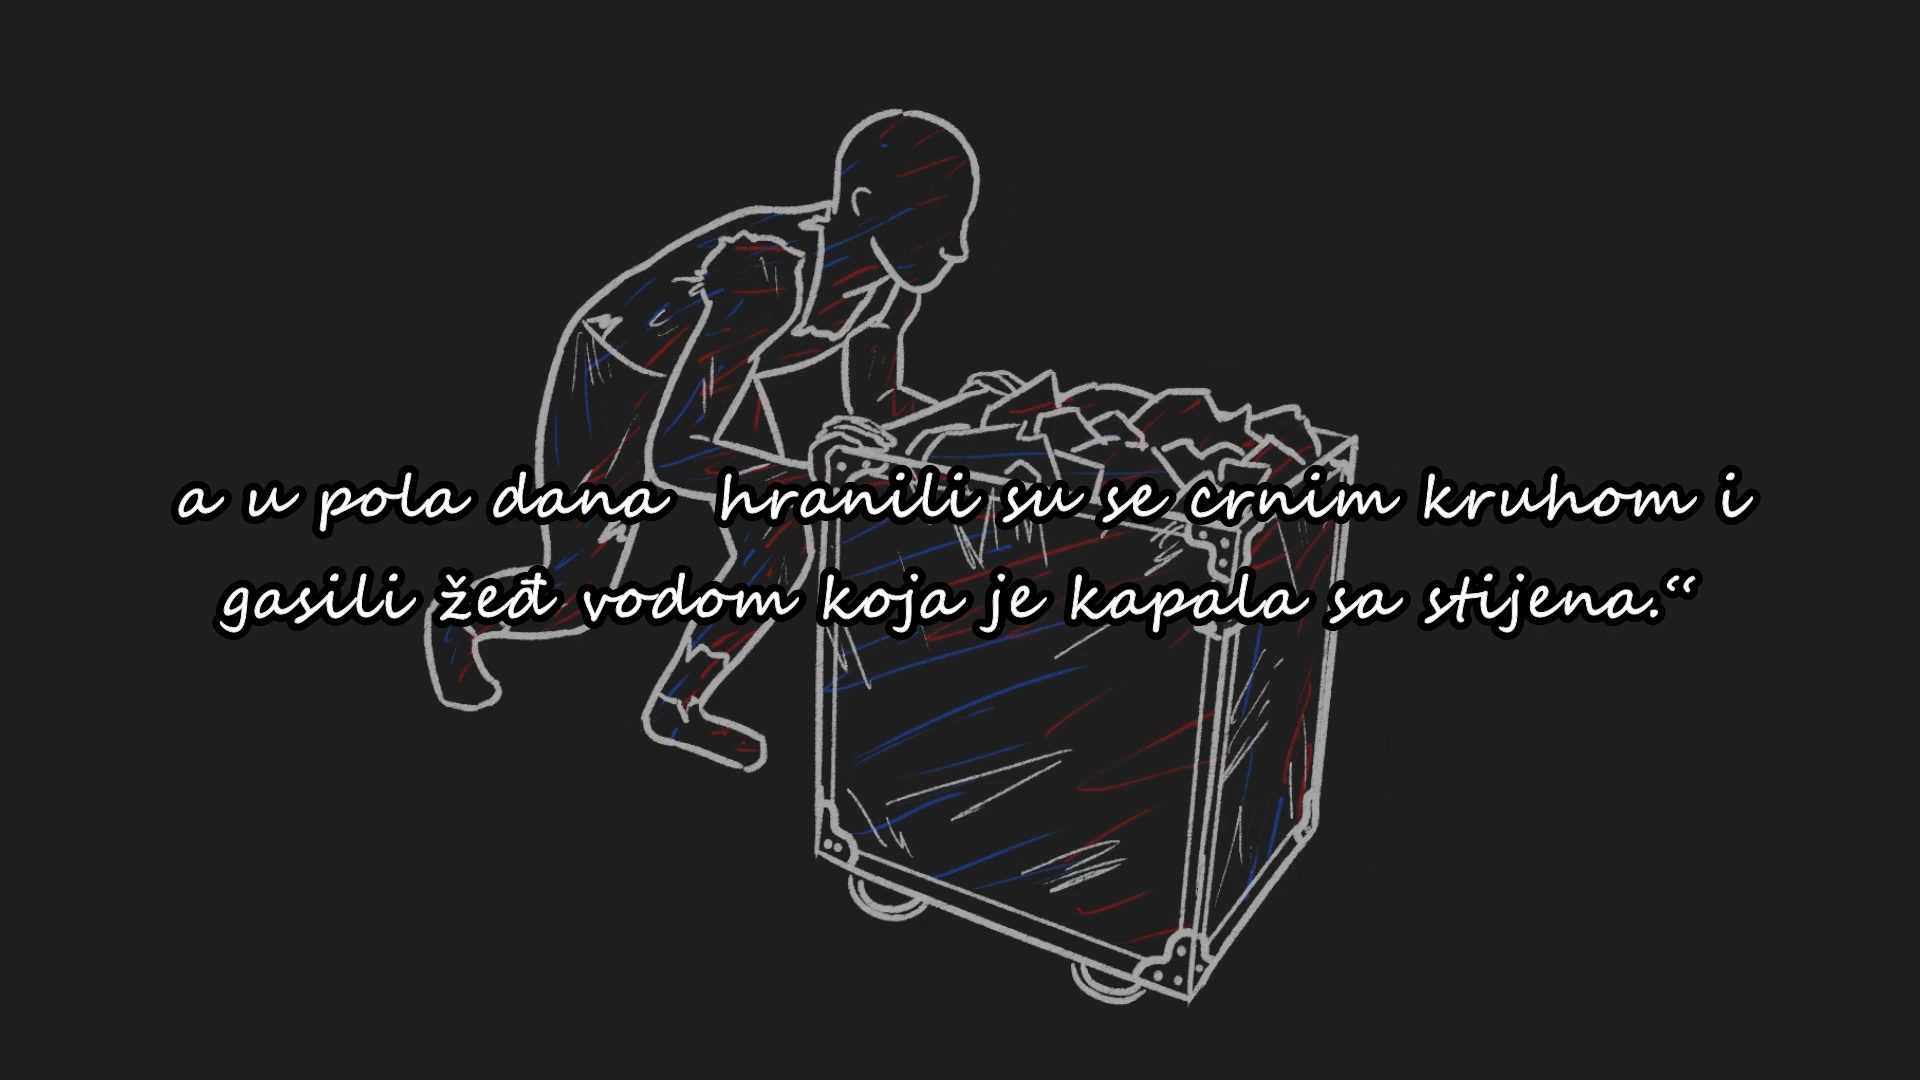 a u pola dana  hranili su se crnim kruhom i
gasili žeđ vodom koja je kapala sa stijena.“